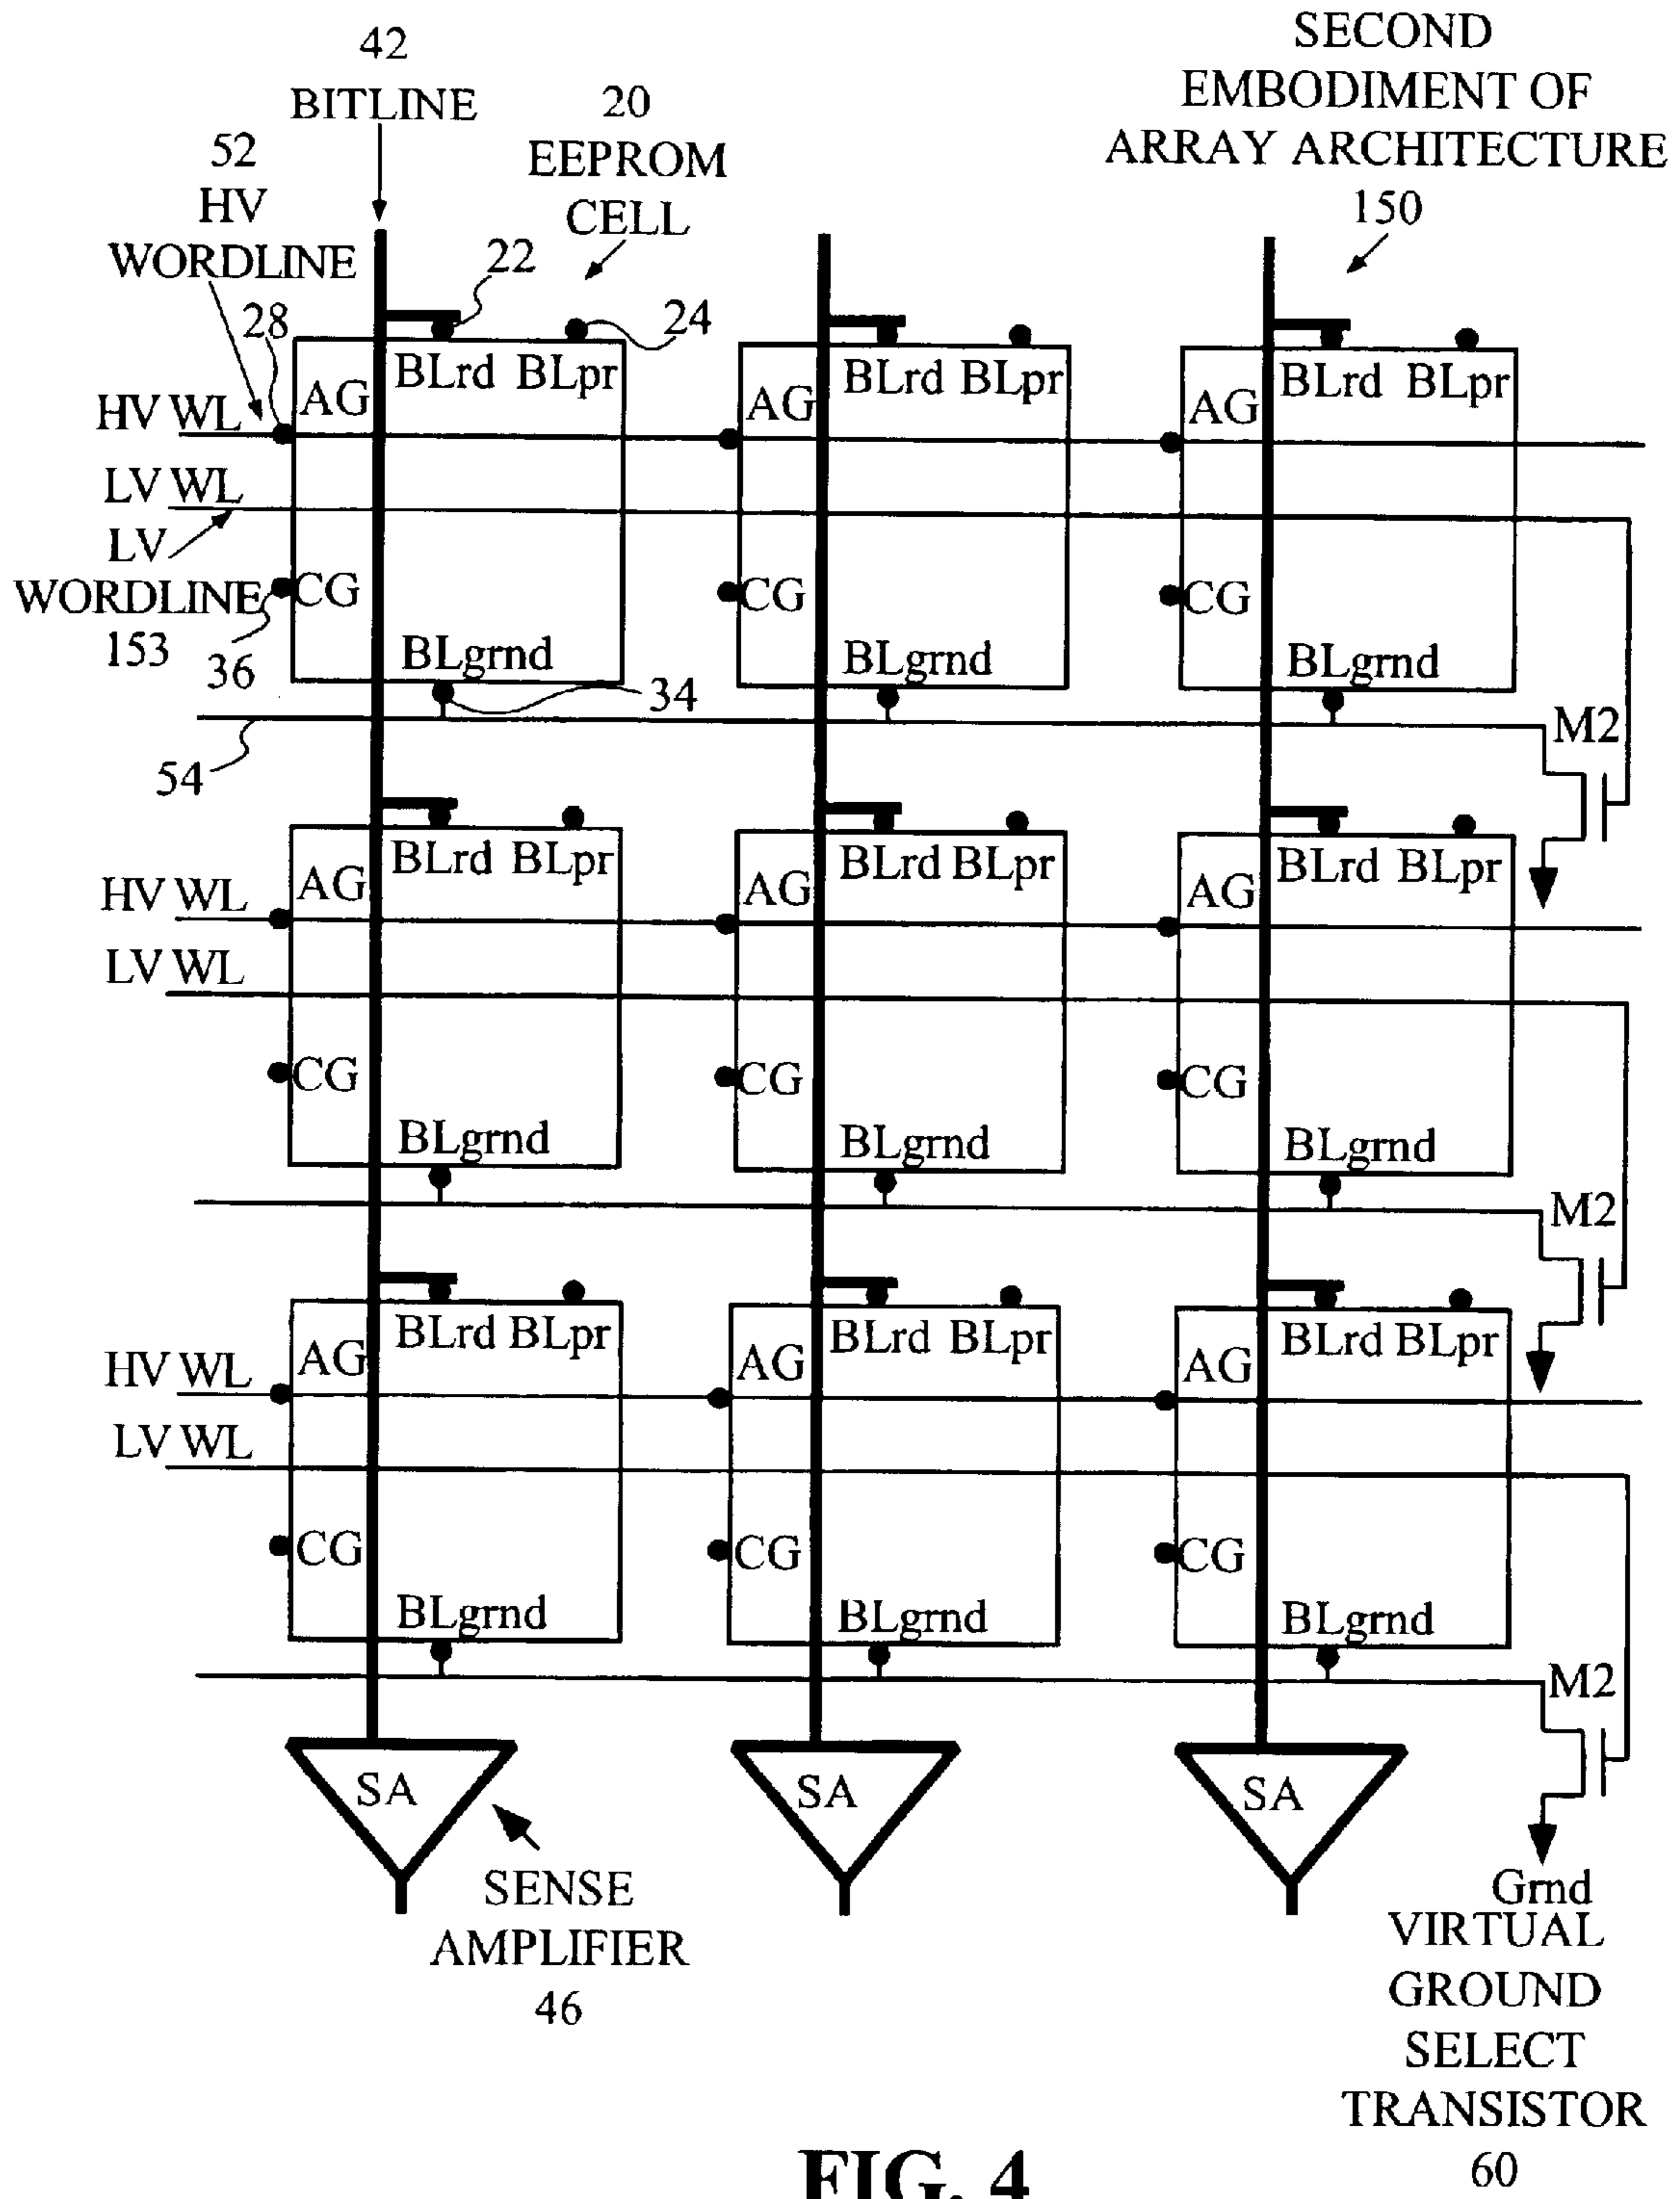 SECOND
EMBODIMENT OF
ARRAY ARCHITECTURE
150
42
BITLINE
20
EEPROM
CELL
52
HV
WORDLINE
22
24
28
BLrd BLpr
BLrd BLpr
BLrd BLpr
AG
AG
AG
HV WL
LV WL
LV
WORDLINE
153
CG
CG
CG
36
BLgrnd
BLgrnd
BLgrnd
34
54
M2
BLrd BLpr
BLrd BLpr
BLrd BLpr
AG
AG
AG
HV WL
LV WL
CG
CG
CG
BLgrnd
BLgrnd
BLgrnd
M2
BLrd BLpr
BLrd BLpr
BLrd BLpr
AG
AG
AG
HV WL
LV WL
CG
CG
CG
BLgrnd
BLgrnd
BLgrnd
M2
SA
SA
SA
SENSE
AMPLIFIER
46
Grnd
VIRTUAL
GROUND
SELECT
TRANSISTOR
60
FIG. 4